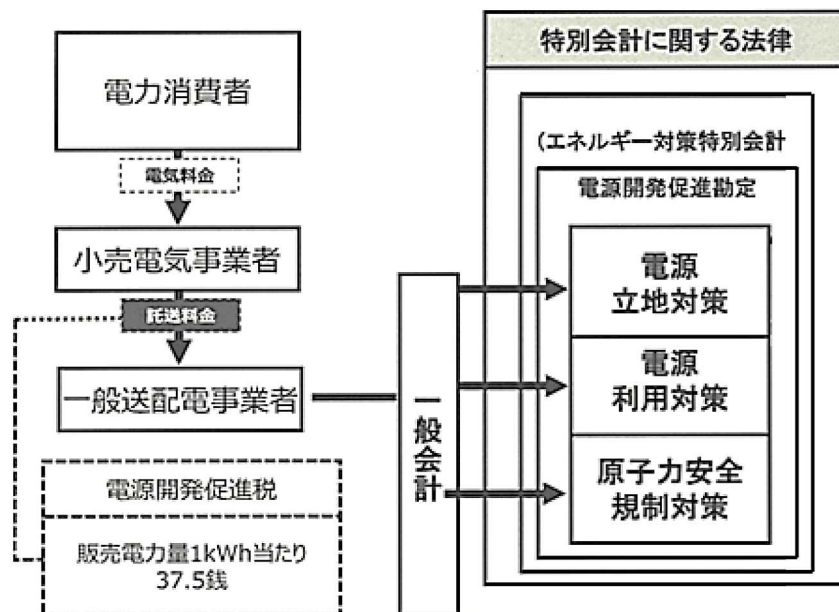 電力消費者
電気料金
小売電気事業者
託送料金
一般送配電事業者
電源開発促進税
販売電力量1kWh当たり
37.5銭
一般会計
特別会計に関する法律
(エネルギー対策特別会計
電源開発促進勘定
電源
立地対策
電源
利用対策
原子力安全
規制対策